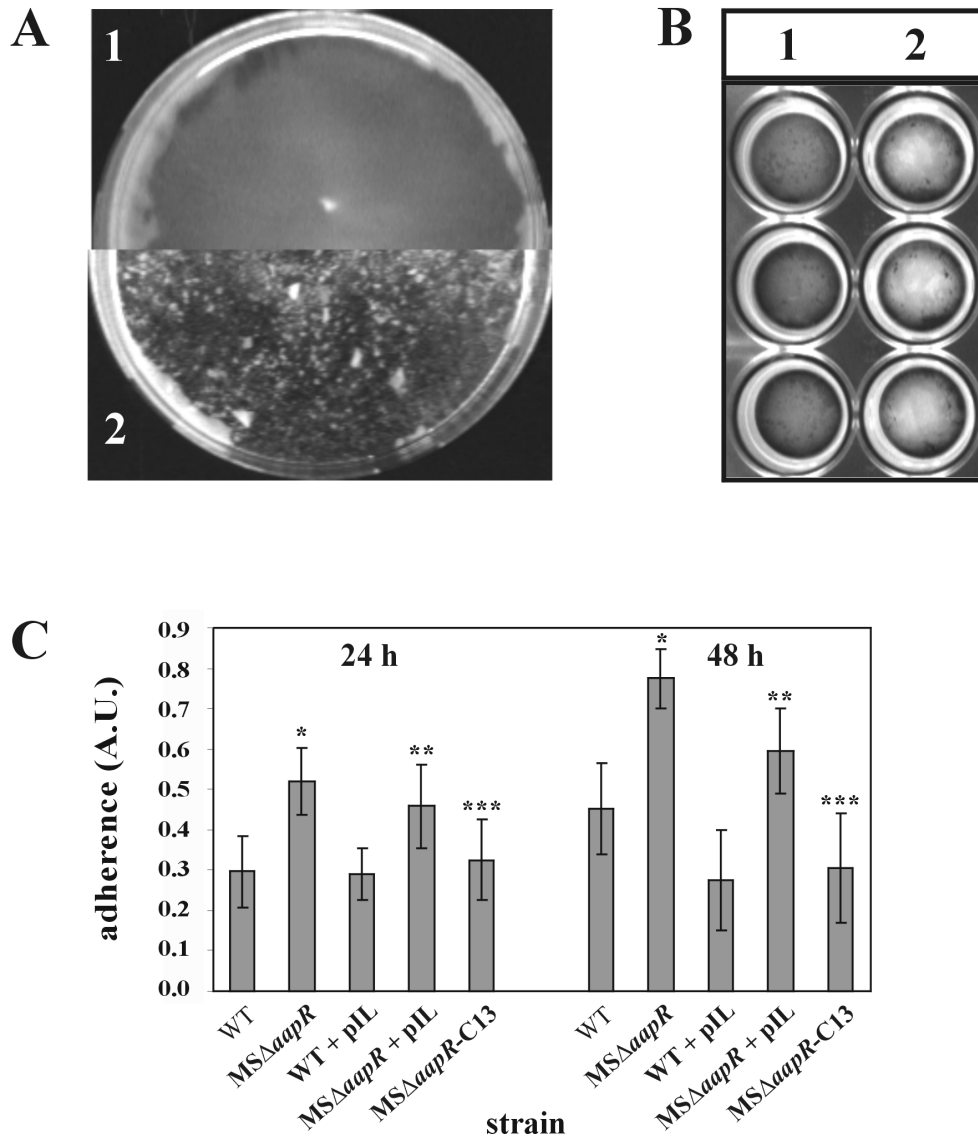 A
1
2
B
1 2
C
24 h 48 h
* ** *** * ** ***
adherence (A.U.)
0.9
0.8
0.7
0.6
0.5
0.4
0.3
0.2
0.1
0.0
WT
MSΔaapR
WT + pIL
MSΔaapR + pIL
MSΔaapR-C13
WT
MSΔaapR
WT + pIL
MSΔaapR + pIL
MSΔaapR-C13
strain